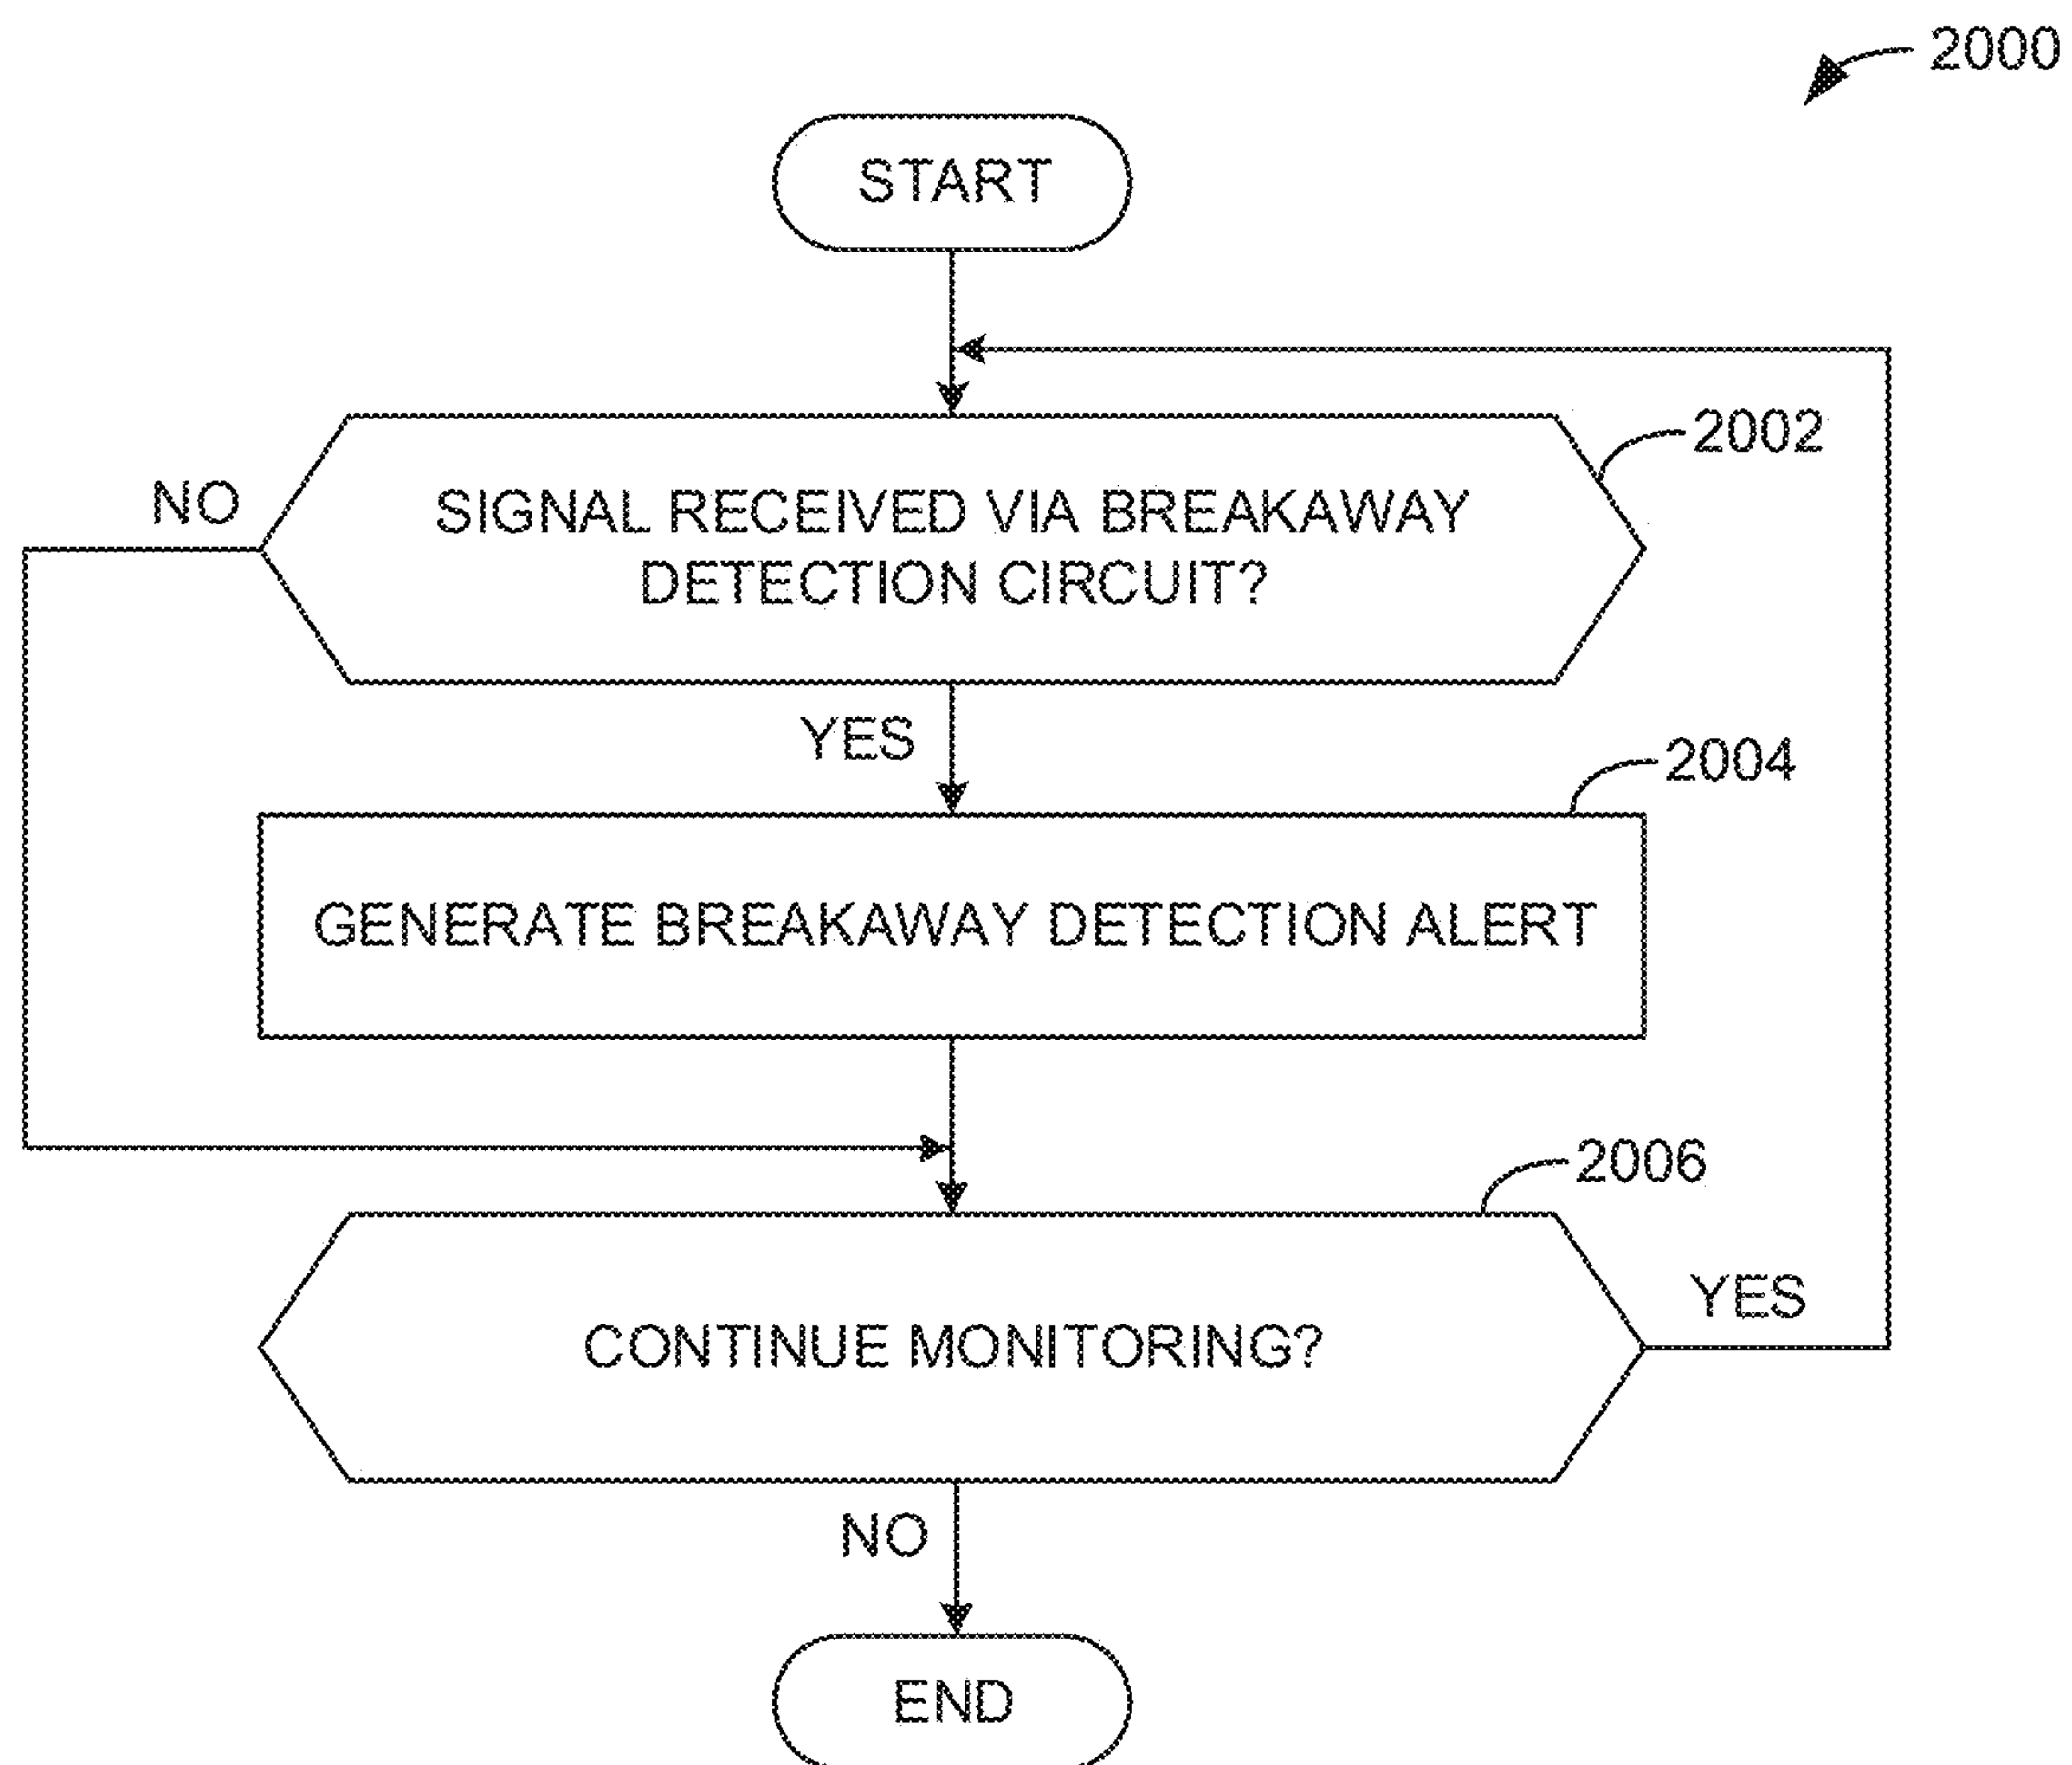 2000
START
2002
NO
SIGNAL RECEIVED VIA BREAKAWAY
DETECTION CIRCUIT?
YES
2004
GENERATE BREAKAWAY DETECTION ALERT
2006
YES
CONTINUE MONITORING?
NO
END